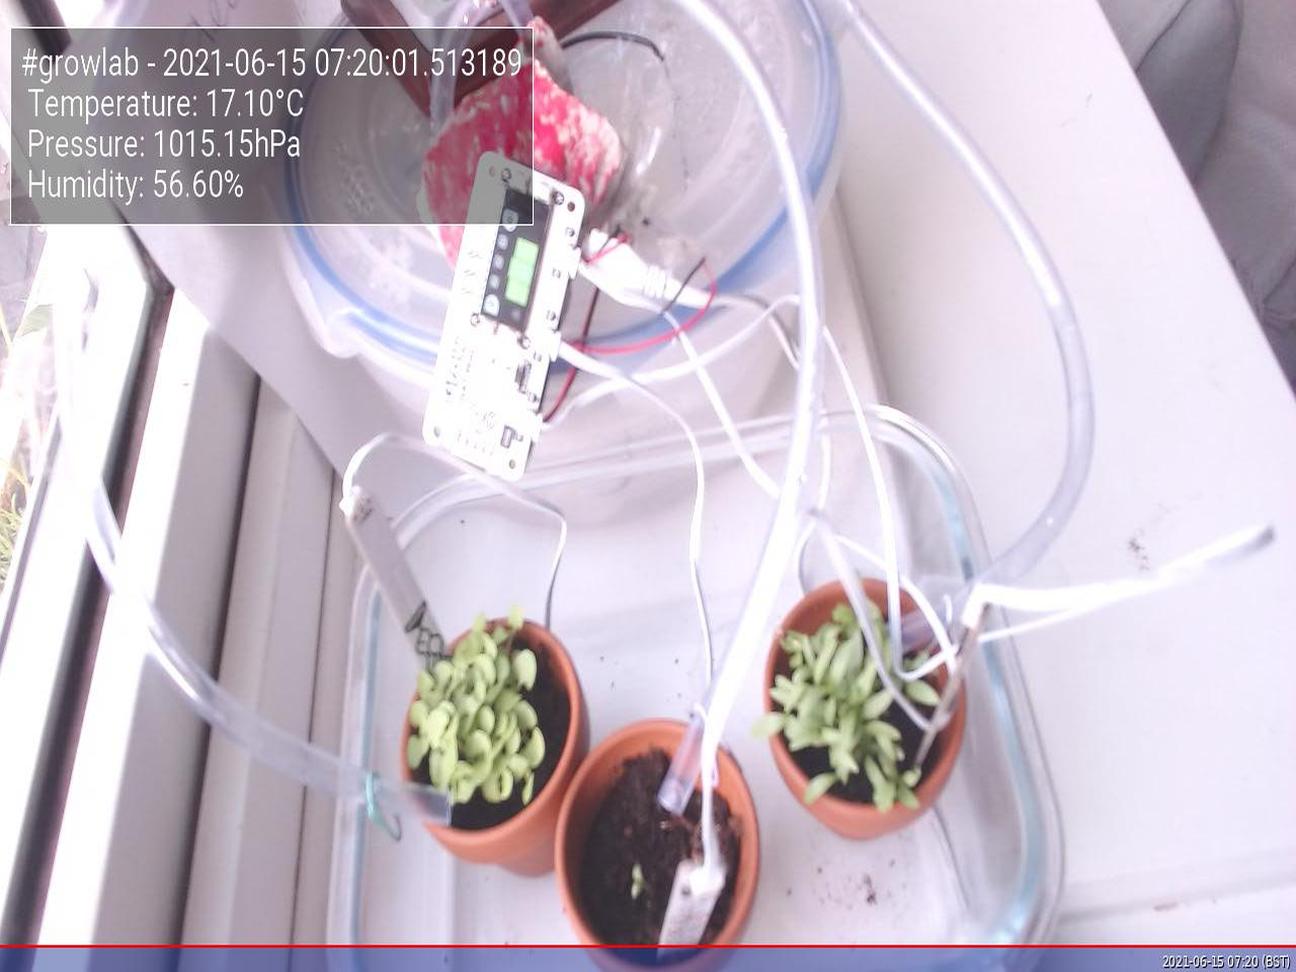 #growlab - 2021-06-15 07:20:01.513189
Temperature: 17.10°C
Pressure: 1015.15hPa
Humidity: 56.60%
2021-06-15 07:20 (BST)